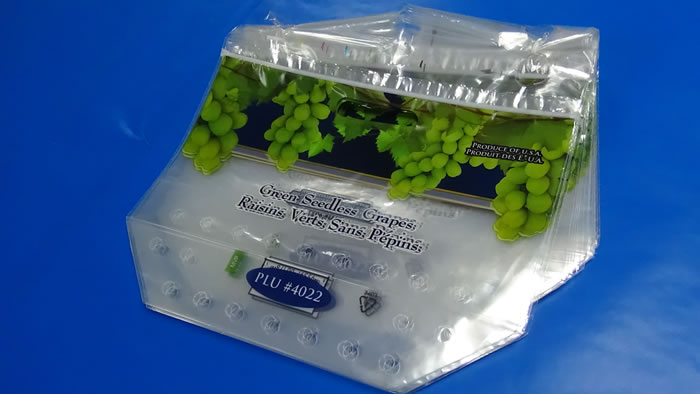 PRODUCE OF U.S.A.
PRODUIT DES É.U.A.
Green Seedless Grapes
Raisins Verts Sans Pépins
PLU #4022